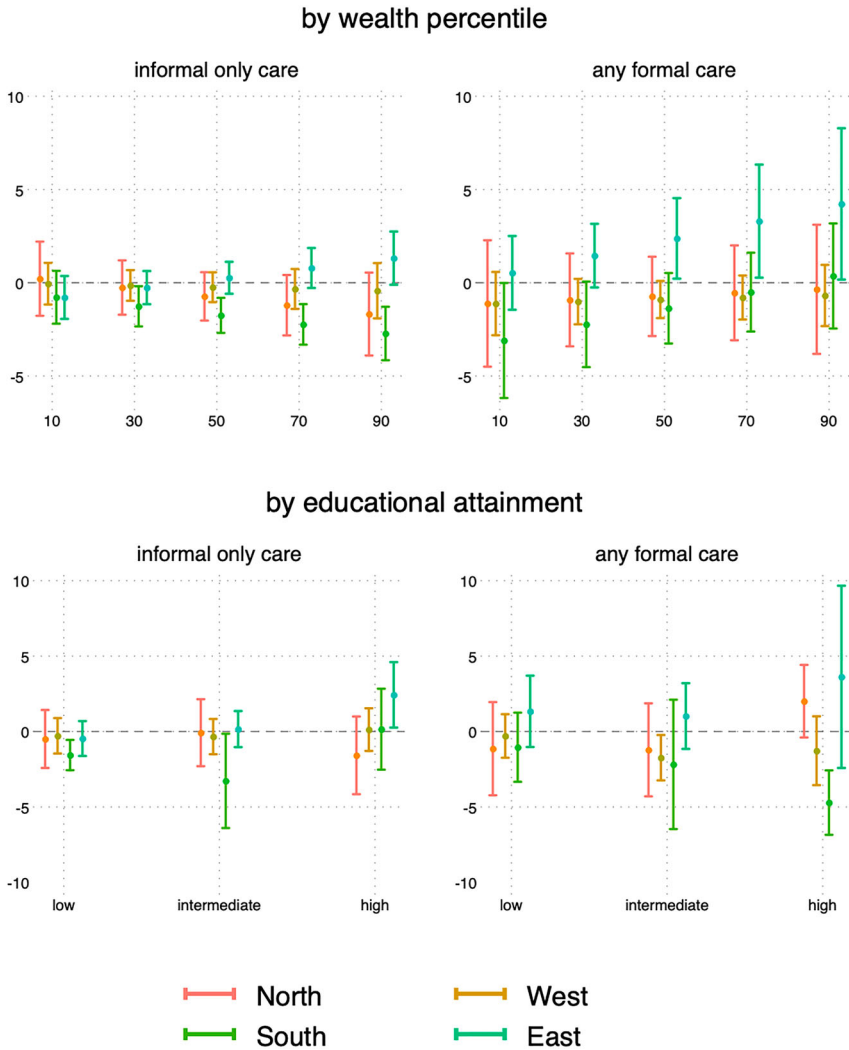 by wealth percentile
informal only care
any formal care
10
5
0
-5
10 30 50 70 90
10
5
0
-5
10 30 50 70 90
by educational attainment
informal only care
any formal care
10
5
0
-5
-10
low intermediate high
10
5
0
-5
-10
low intermediate high
North West
South East